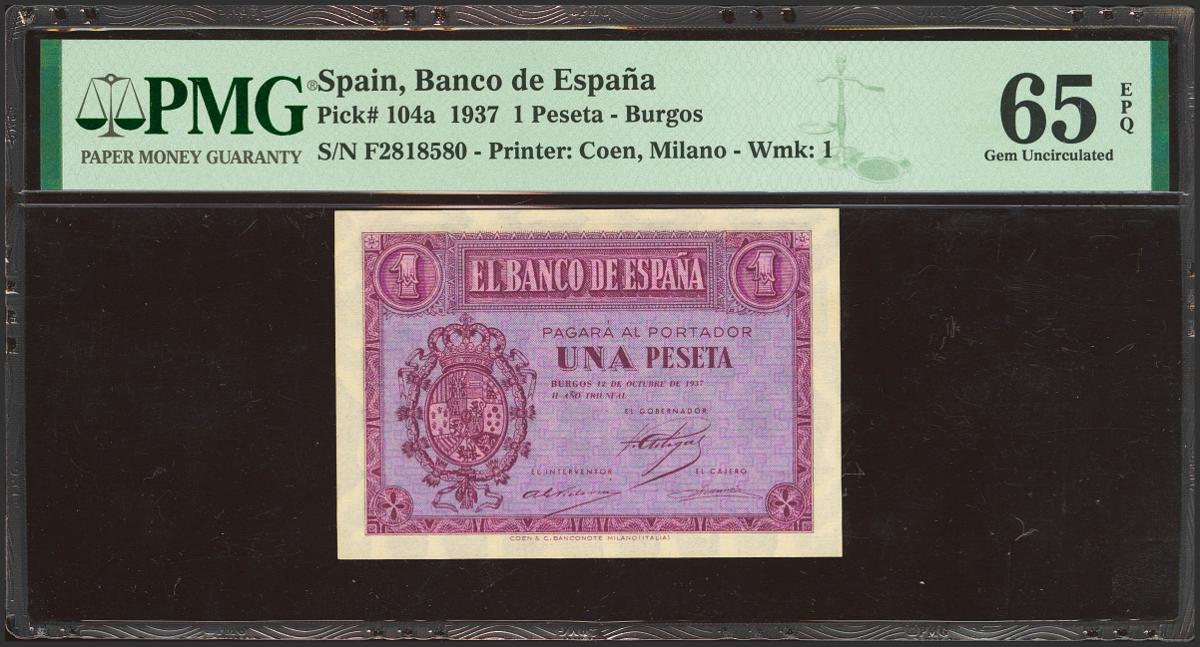 PMG®
PAPER MONEY GUARANTY
Spain, Banco de España
Pick# 104a 1937 1 Peseta - Burgos
S/N F2818580 - Printer: Coen, Milano - Wmk: 1
65
EPQ
Gem Uncirculated
1
EL BANCO DE ESPAÑA
1
PAGARÁ AL PORTADOR
UNA PESETA
BURGOS 12 DE OCTUBRE DE 1937
II AÑO TRIUNFAL
EL GOBERNADOR
EL INTERVENTOR
EL CAJERO
COEN & C. BANCONOTE MILANO (ITALIA)